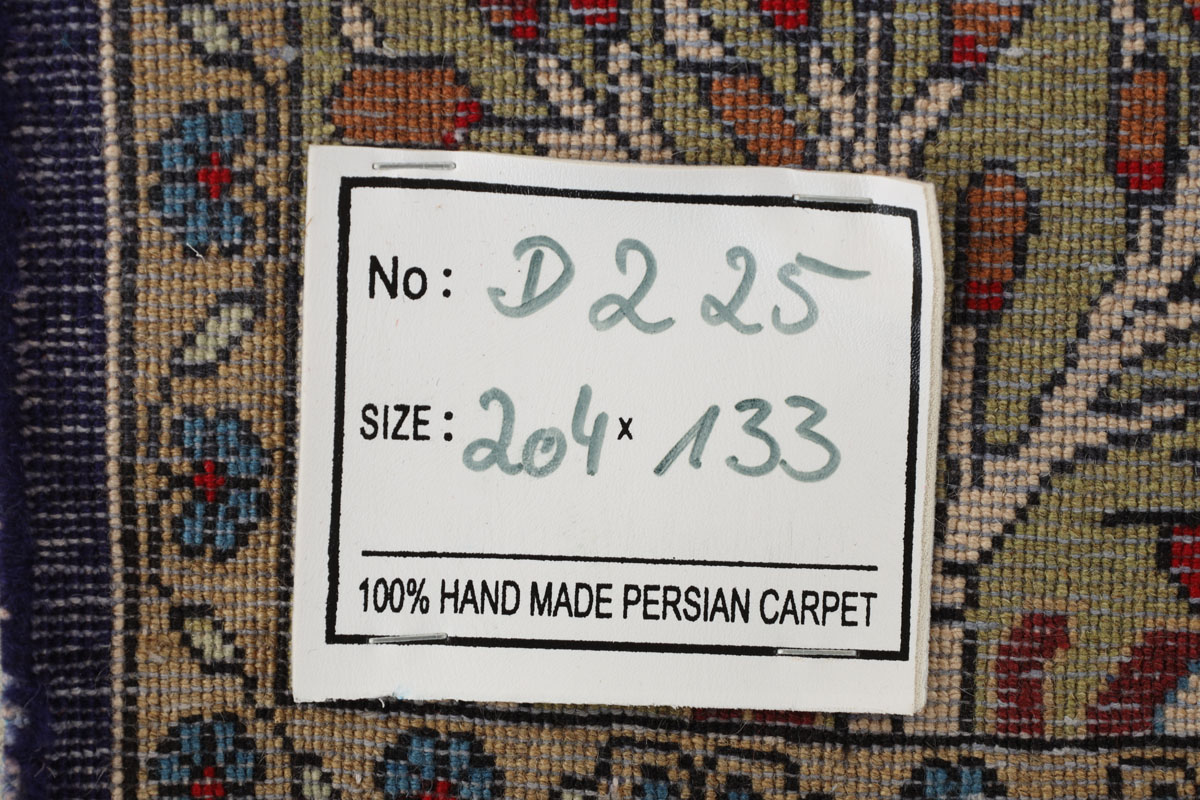 No: D225
SIZE: 204 x 133
100% HAND MADE PERSIAN CARPET